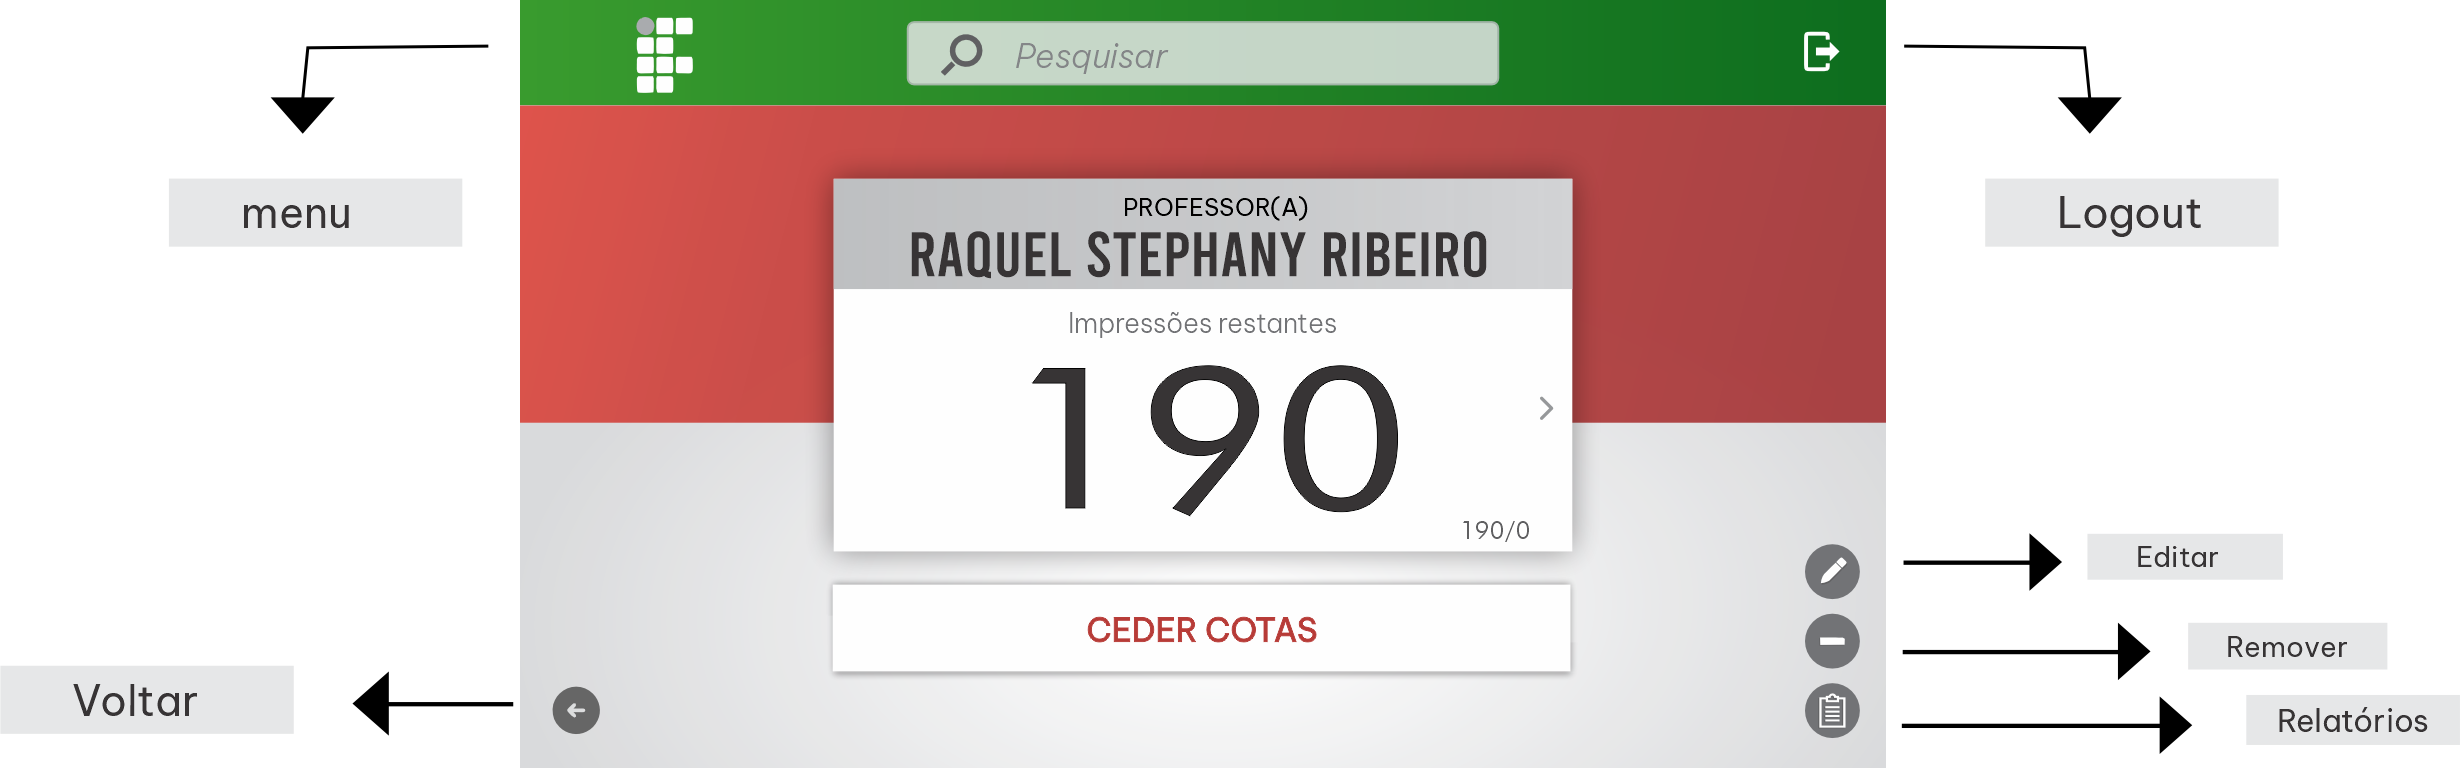 Pesquisar
menu
Logout
PROFESSOR(A)
RAQUEL STEPHANY RIBEIRO
Impressões restantes
190
190/0
Editar
CEDER COTAS
Remover
Voltar
Relatórios